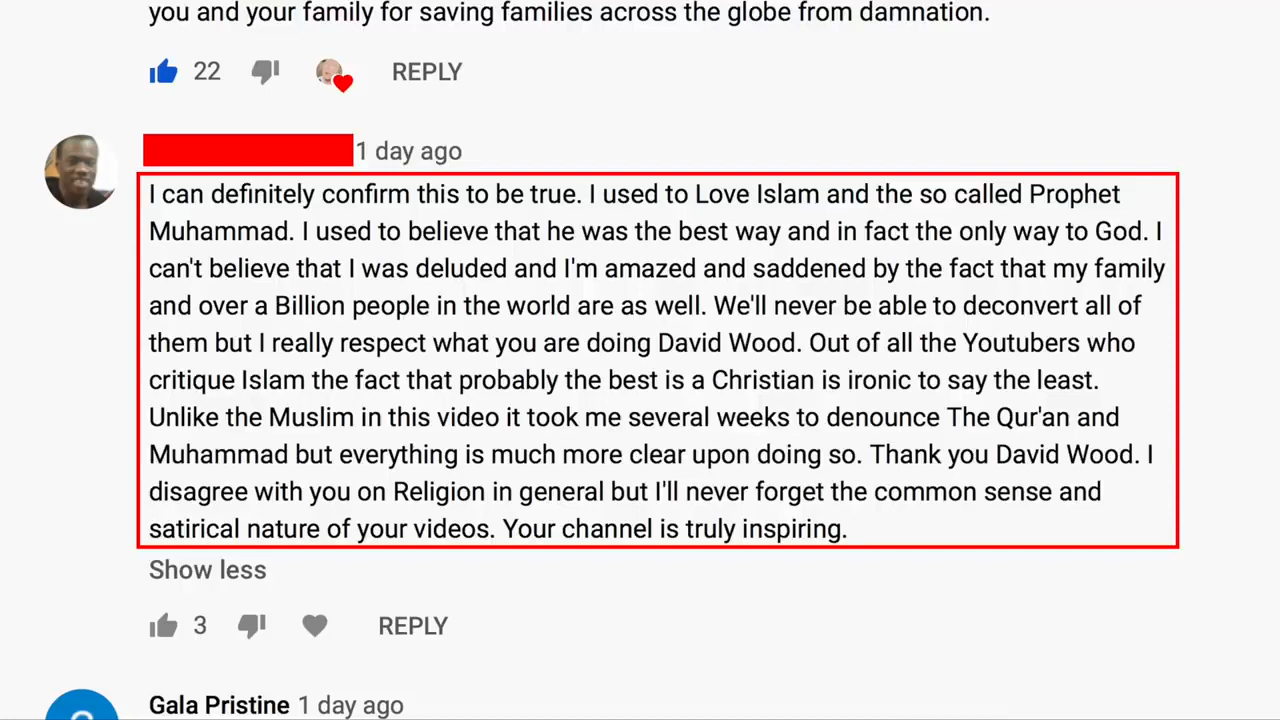 you and your family for saving families across the globe from damnation.
22 REPLY
1 day ago
I can definitely confirm this to be true. I used to Love Islam and the so called Prophet
Muhammad. I used to believe that he was the best way and in fact the only way to God. I
can't believe that I was deluded and I'm amazed and saddened by the fact that my family
and over a Billion people in the world are as well. We'll never be able to deconvert all of
them but I really respect what you are doing David Wood. Out of all the Youtubers who
critique Islam the fact that probably the best is a Christian is ironic to say the least.
Unlike the Muslim in this video it took me several weeks to denounce The Qur'an and
Muhammad but everything is much more clear upon doing so. Thank you David Wood. I
disagree with you on Religion in general but I'll never forget the common sense and
satirical nature of your videos. Your channel is truly inspiring.
Show less
3 REPLY
Gala Pristine 1 day ago